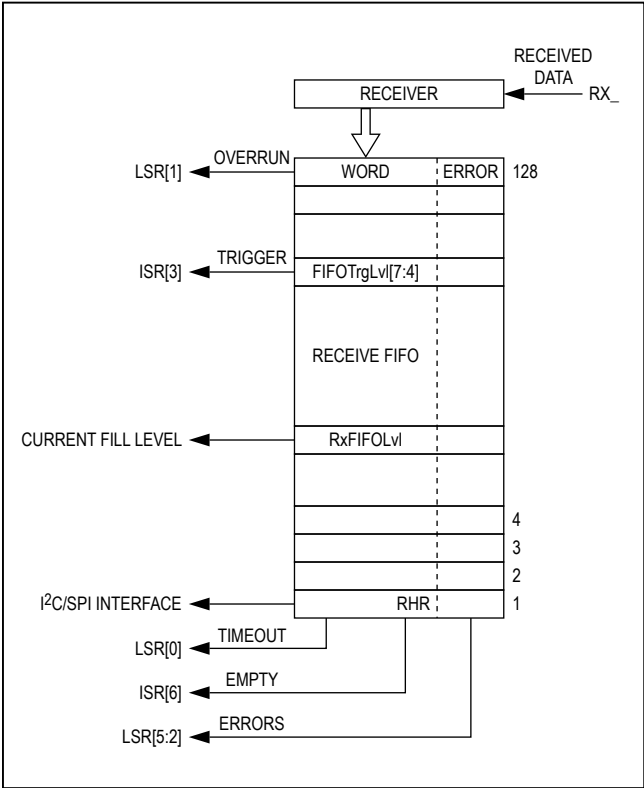 RECEIVED
DATA
RECEIVER
RX_
OVERRUN
LSR[1]
WORD
ERROR
128
TRIGGER
ISR[3]
FIFOTrgLvl[7:4]
RECEIVE FIFO
CURRENT FILL LEVEL
RxFIFOLvl
4
3
2
I2C/SPI INTERFACE
RHR
1
TIMEOUT
LSR[0]
EMPTY
ISR[6]
ERRORS
LSR[5:2]